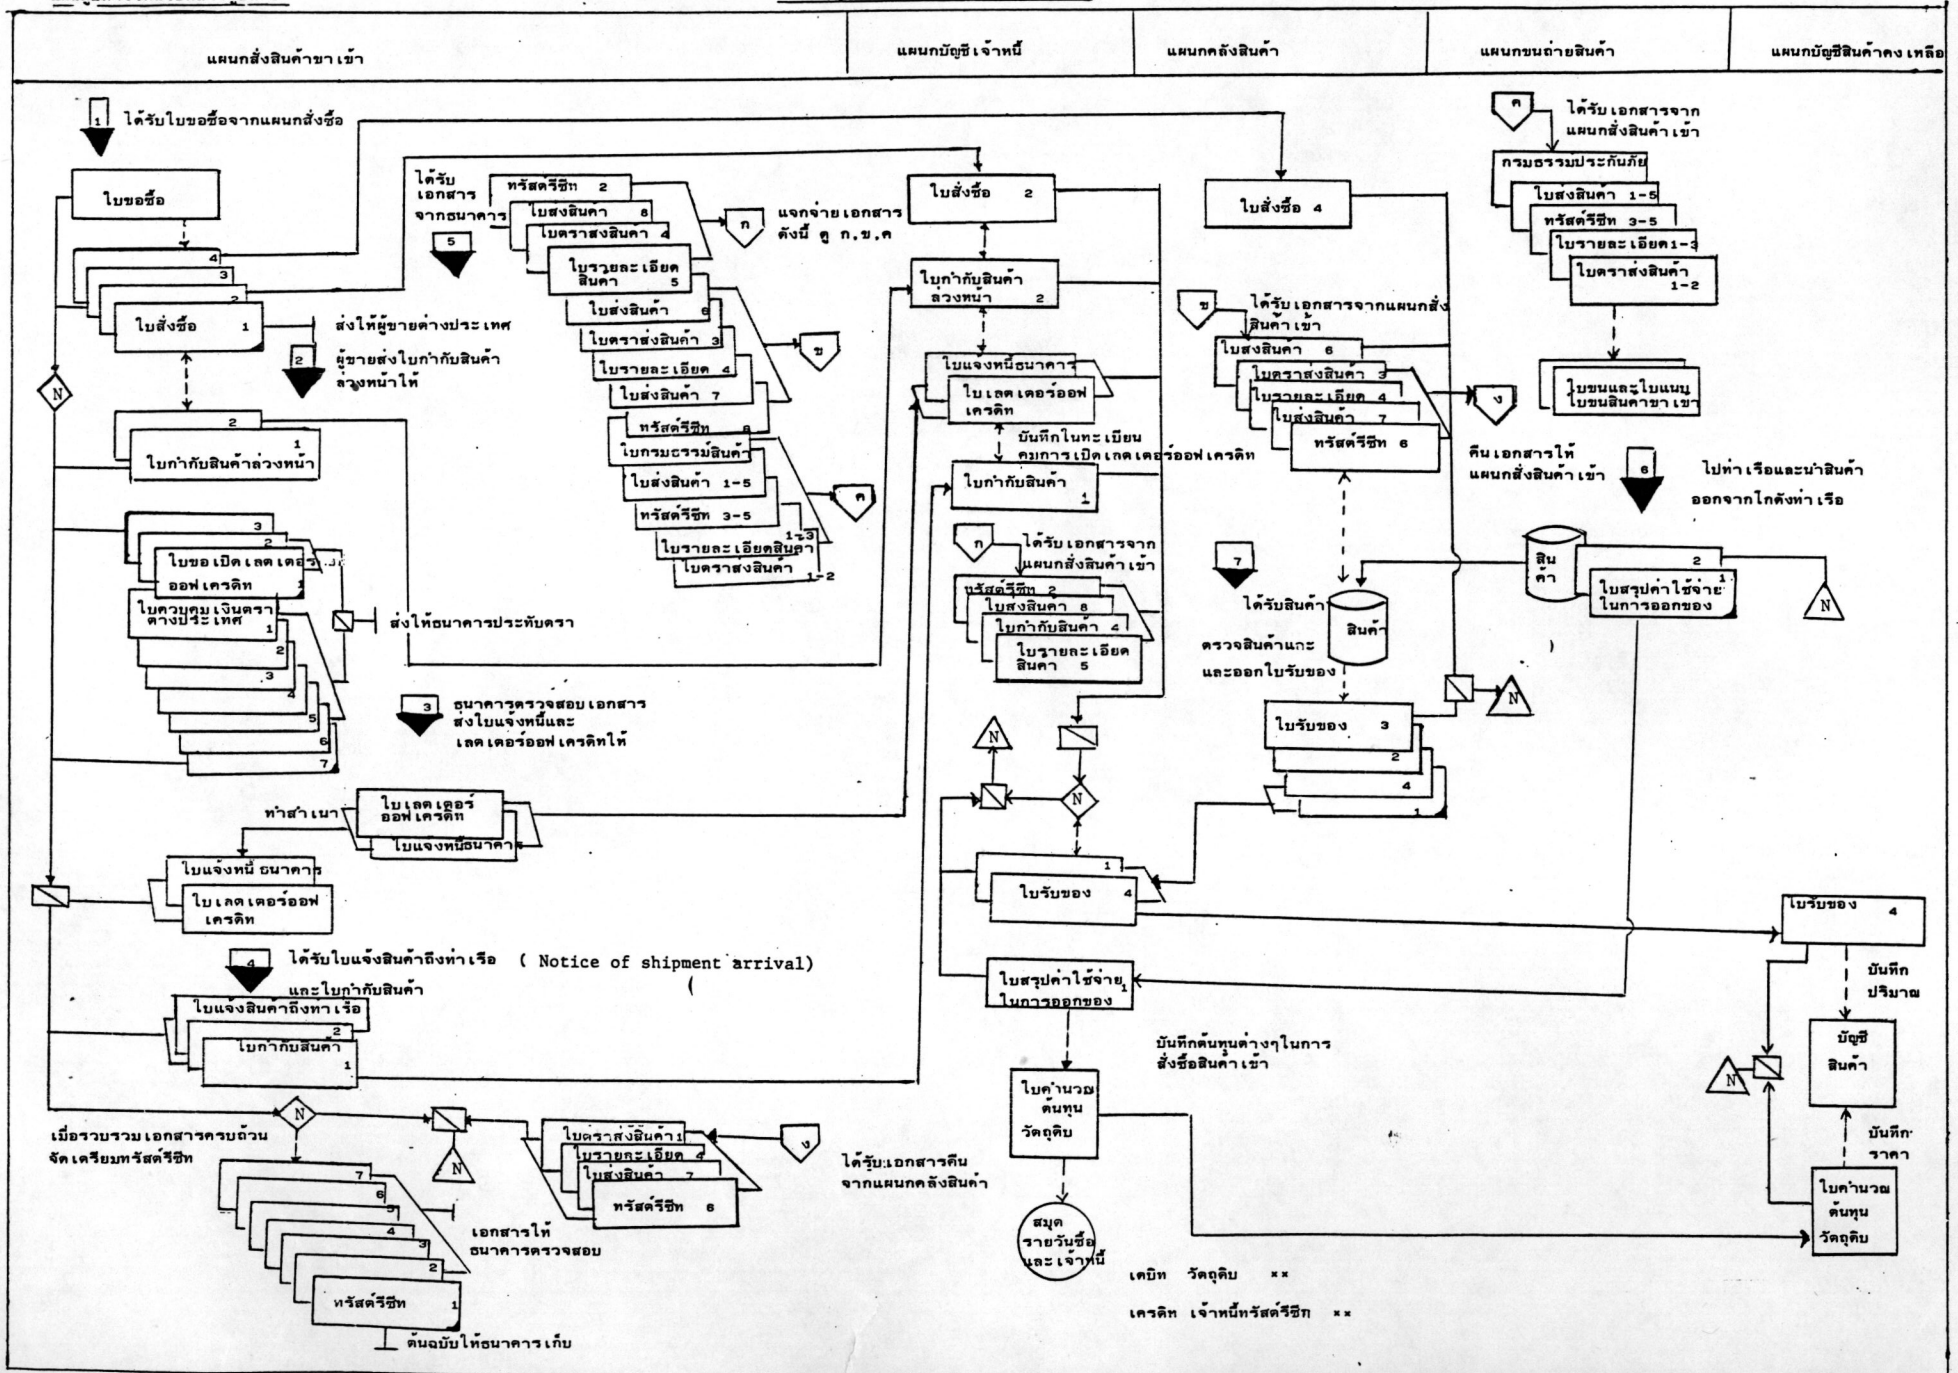 แผนกสั่งสินค้าขาเข้า
แผนกบัญชีเจ้าหนี้
แผนกคลังสินค้า
แผนกขนถ่ายสินค้า
แผนกบัญชีสินค้าคงเหลือ
1
ได้รับใบขอซื้อจากแผนกสั่งซื้อ
ใบขอซื้อ
4
3
2
ใบสั่งซื้อ 1
ส่งให้ผู้ขายต่างประเทศ
2
ผู้ขายส่งใบกำกับสินค้า
ล่วงหน้าให้
N
2
1
ใบกำกับสินค้าล่วงหน้า
3
2
ใบขอเปิดเลตเตอร์
ออฟเครดิท 1
ใบควบคุมเงินตรา
ต่างประเทศ 1
2
3
4
5
6
7
ส่งให้ธนาคารประทับตรา
3
ธนาคารตรวจสอบเอกสาร
ส่งใบแจ้งหนี้และ
เลตเตอร์ออฟเครดิทให้
ทำสำเนา
ใบเลตเตอร์
ออฟเครดิท
ใบแจ้งหนี้ธนาคาร
ใบแจ้งหนี้ ธนาคาร
ใบเลตเตอร์ออฟ
เครดิท
4
ได้รับใบแจ้งสินค้าถึงท่าเรือ ( Notice of shipment arrival)
และใบกำกับสินค้า
ใบแจ้งสินค้าถึงท่าเรือ
2
ใบกำกับสินค้า
1
N
เมื่อรวบรวมเอกสารครบถ้วน
จัดเตรียมทรัสต์รีซีท
7
6
5
4
3
2
ทรัสต์รีซีท 1
เอกสารให้
ธนาคารตรวจสอบ
ต้นฉบับให้ธนาคารเก็บ
N
ใบตราส่งสินค้า 1
ใบรายละเอียด 4
ใบส่งสินค้า 7
ทรัสต์รีซีท 6
ง
ได้รับเอกสารคืน
จากแผนกคลังสินค้า
ได้รับ
เอกสาร
จากธนาคาร
5
ทรัสต์รีซีท 2
ใบส่งสินค้า 8
ใบตราส่งสินค้า 4
ใบรายละเอียด
สินค้า 5
ก
แจกจ่ายเอกสาร
ดังนี้ ดู ก.ข.ค
ใบส่งสินค้า 6
ใบตราส่งสินค้า 3
ใบรายละเอียด 4
ใบส่งสินค้า 7
ทรัสต์รีซีท 6
ข
ใบกรมธรรม์สินค้า
ใบส่งสินค้า 1-5
ทรัสต์รีซีท 3-5
1-3
ใบรายละเอียดสินค้า
ใบตราส่งสินค้า
1-2
ค
ใบสั่งซื้อ 2
ใบกำกับสินค้า
ล่วงหน้า 2
ใบแจ้งหนี้ธนาคาร
ใบเลตเตอร์ออฟ
เครดิท
บันทึกในทะเบียน
คุมการเปิดเลตเตอร์ออฟเครดิท
ใบกำกับสินค้า
1
ก
ได้รับเอกสารจาก
แผนกสั่งสินค้าเข้า
ทรัสต์รีซีท 2
ใบส่งสินค้า 8
ใบกำกับสินค้า 4
ใบรายละเอียด
สินค้า 5
N
N
1
ใบรับของ 4
ใบสรุปค่าใช้จ่าย 1
ในการออกของ
บันทึกต้นทุนต่างๆในการ
สั่งซื้อสินค้าเข้า
ใบคำนวณ
ต้นทุน
วัตถุดิบ
สมุด
รายวันซื้อ
และเจ้าหนี้
เดบิท วัตถุดิบ ××
เครดิท เจ้าหนี้ทรัสต์รีซีท ××
ใบสั่งซื้อ 4
ข
ได้รับเอกสารจากแผนกสั่ง
สินค้าเข้า
ใบส่งสินค้า 6
ใบตราส่งสินค้า 3
ใบรายละเอียด 4
ใบส่งสินค้า 7
ทรัสต์รีซีท 6
ง
คืนเอกสารให้
แผนกสั่งสินค้าเข้า
7
ได้รับสินค้า
ตรวจสินค้าและ
และออกใบรับของ
สินค้า
ใบรับของ 3
2
4
1
N
ค
ได้รับเอกสารจาก
แผนกสั่งสินค้าเข้า
กรมธรรม์ประกันภัย
ใบส่งสินค้า 1-5
ทรัสต์รีซีท 3-5
ใบรายละเอียด 1-3
ใบตราส่งสินค้า
1-2
ใบขนและใบแนบ
ใบขนสินค้าขาเข้า
6
ไปท่าเรือและนำสินค้า
ออกจากโกดังท่าเรือ
สิน
ค้า
2
1
ใบสรุปค่าใช้จ่าย
ในการออกของ
N
ใบรับของ 4
บันทึก
ปริมาณ
บัญชี
สินค้า
N
บันทึก
ราคา
ใบคำนวณ
ต้นทุน
วัตถุดิบ